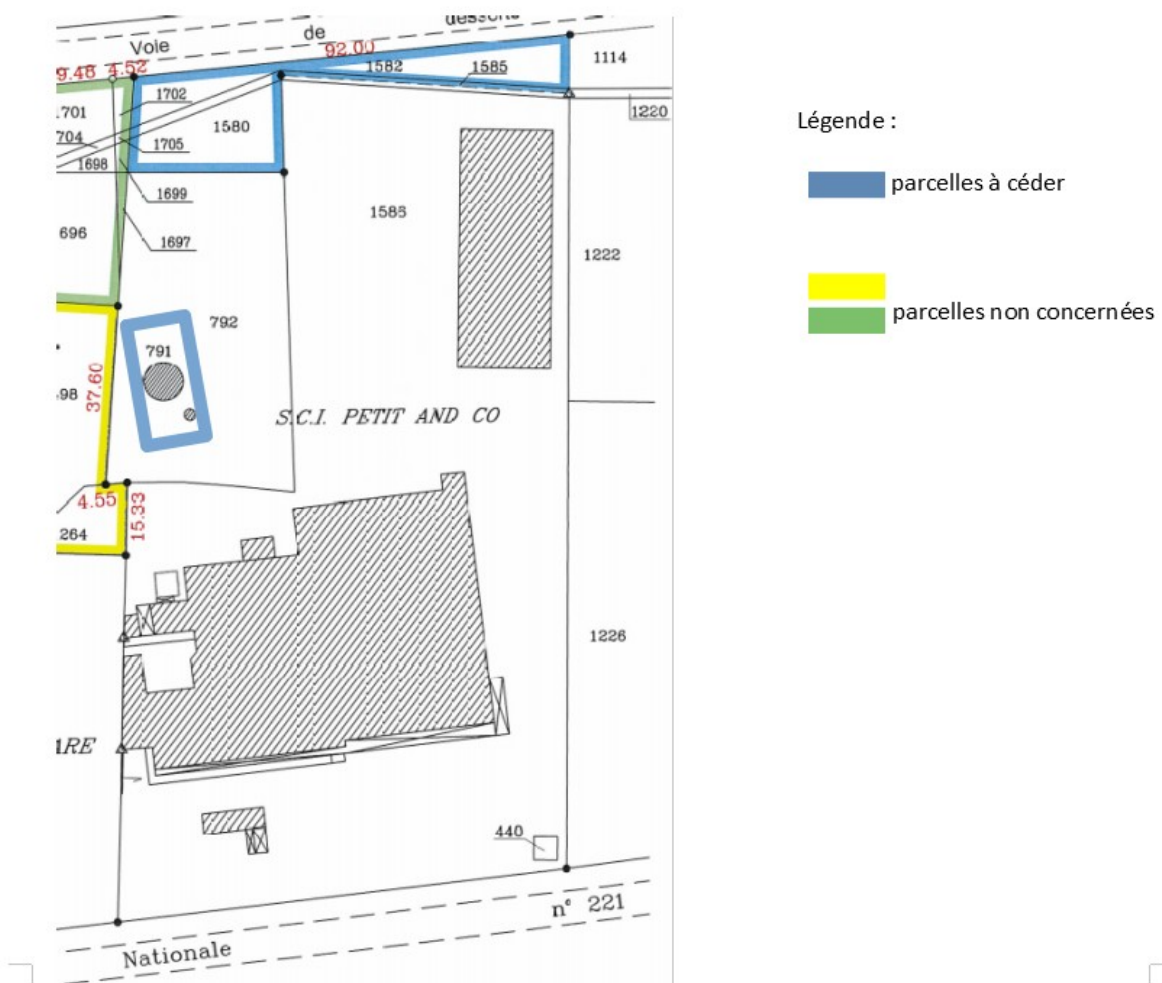 desserte
Voie de
92.00
9.48 4.52
1582 1585 1114
1702
1220
701
1580
Légende :
704 1705
1698
parcelles à céder
1699
1586
696
1697
1222
792
parcelles non concernées
791
98
37.60
S.C.I. PETIT AND CO
4.55
15.33
264
1226
440
n° 221
Nationale